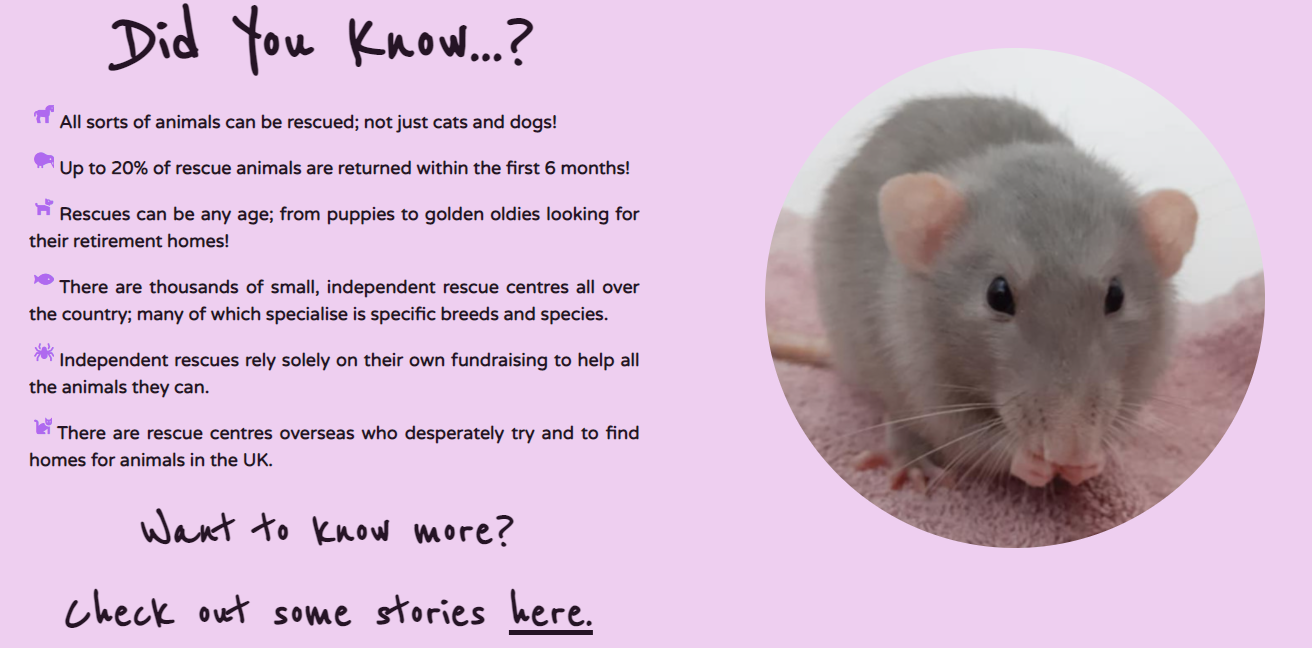 Did You Know...?
All sorts of animals can be rescued; not just cats and dogs!
Up to 20% of rescue animals are returned within the first 6 months!
Rescues can be any age; from puppies to golden oldies looking for
their retirement homes!
There are thousands of small, independent rescue centres all over
the country; many of which specialise is specific breeds and species.
Independent rescues rely solely on their own fundraising to help all
the animals they can.
There are rescue centres overseas who desperately try and to find
homes for animals in the UK.
Want to know more?
Check out some stories here.